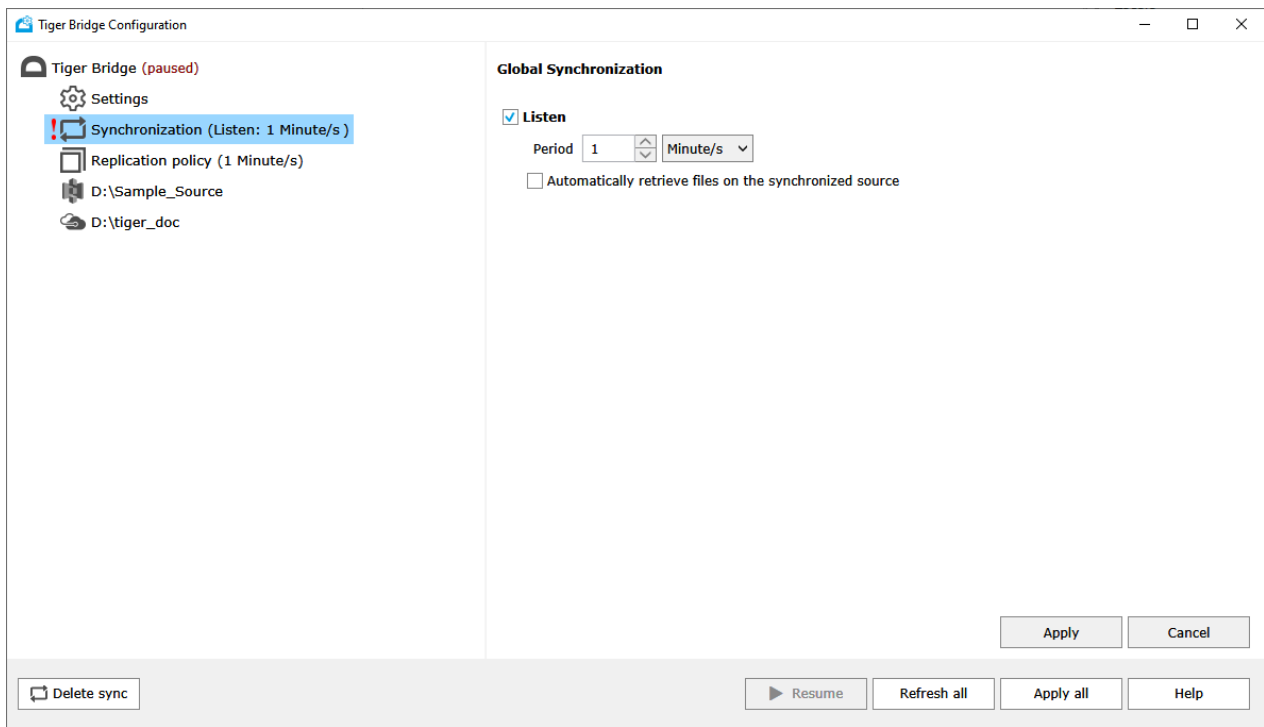 Tiger Bridge Configuration
Tiger Bridge (paused)
Settings
Synchronization (Listen: 1 Minute/s )
Replication policy (1 Minute/s)
D:\Sample_Source
D:\tiger_doc
Global Synchronization
Listen
Period 1 Minute/s
Automatically retrieve files on the synchronized source
Apply Cancel
Delete sync Resume Refresh all Apply all Help